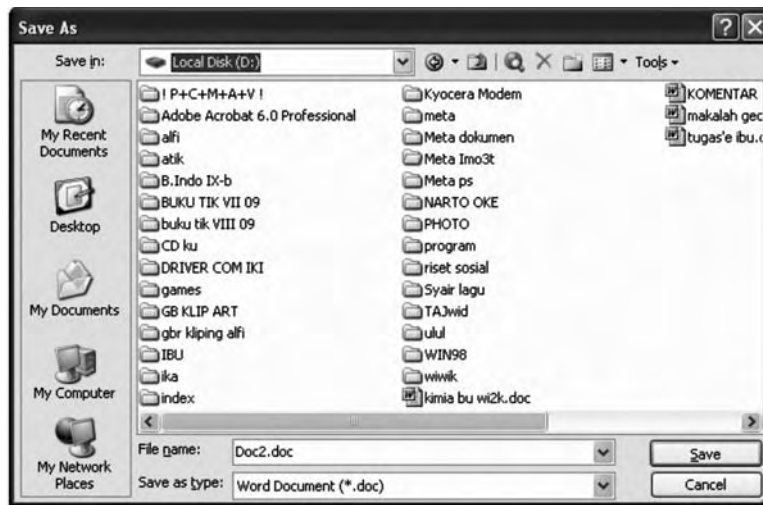 Save As
Save in:
Local Disk (D:)
Tools
My Recent
Documents
Desktop
My Documents
My Computer
My Network
Places
! P+C+M+A+V !
Adobe Acrobat 6.0 Professional
alfi
atik
B.Indo IX-b
BUKU TIK VII 09
buku tik VIII 09
CD ku
DRIVER COM IKI
games
GB KLIP ART
gbr kliping alfi
IBU
ika
index
Kyocera Modem
meta
Meta dokumen
Meta Imo3t
Meta ps
NARTO OKE
PHOTO
program
riset sosial
Syair lagu
TAJwid
ulul
WIN98
wiwik
kimia bu wi2k.doc
KOMENTAR
makalah geo
tugas'e ibu.
File name:
Doc2.doc
Save
Save as type:
Word Document (*.doc)
Cancel